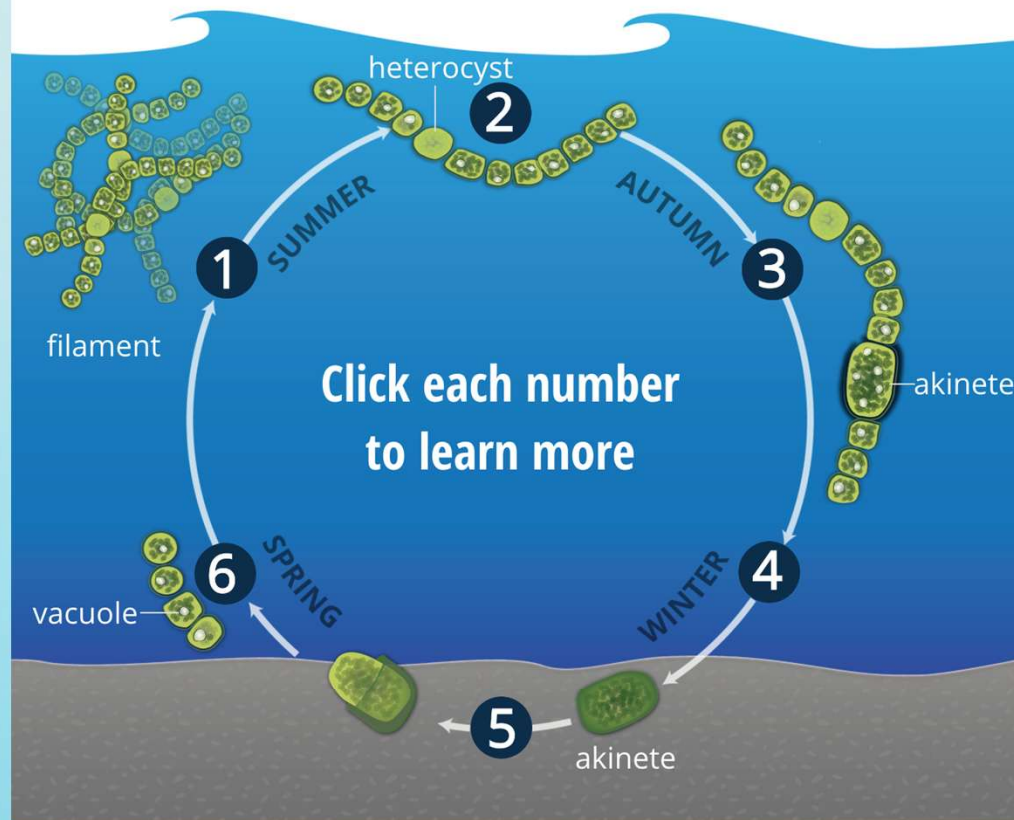 heterocyst
2
SUMMER
AUTUMN
1
3
filament
akinete
Click each number
to learn more
SPRING
6
4
WINTER
vacuole
5
akinete